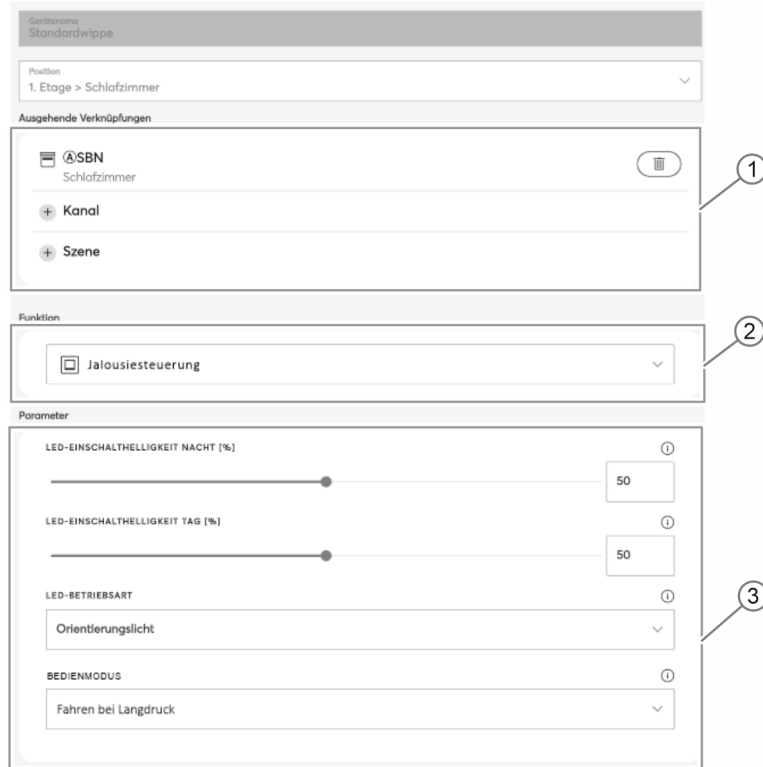 Gerätename
Standardwippe
Position
1. Etage > Schlafzimmer
Ausgehende Verknüpfungen
ⒶSBN
Schlafzimmer
1
+ Kanal
+ Szene
Funktion
2
Jalousiesteuerung
Parameter
LED-EINSCHALTHELLIGKEIT NACHT [%]
50
LED-EINSCHALTHELLIGKEIT TAG [%]
50
LED-BETRIEBSART
3
Orientierungslicht
BEDIENMODUS
Fahren bei Langdruck